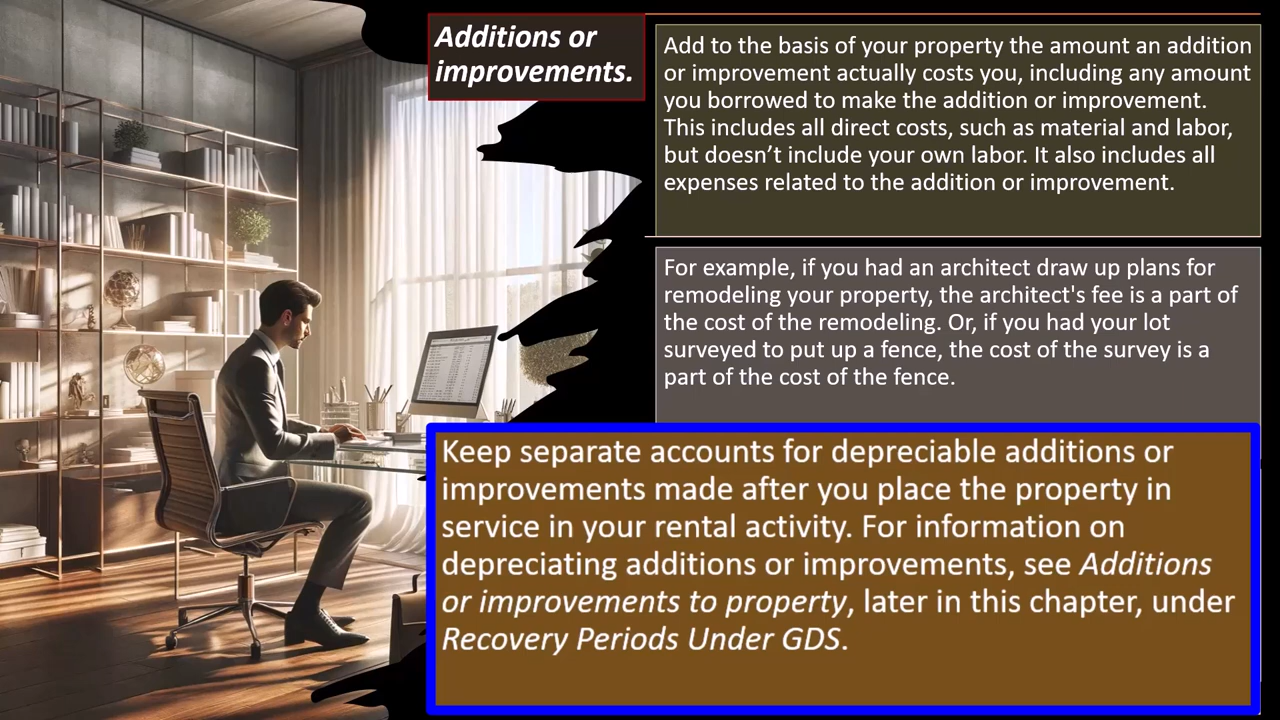 Additions or
improvements.
Add to the basis of your property the amount an addition
or improvement actually costs you, including any amount
you borrowed to make the addition or improvement.
This includes all direct costs, such as material and labor,
but doesn’t include your own labor. It also includes all
expenses related to the addition or improvement.
For example, if you had an architect draw up plans for
remodeling your property, the architect's fee is a part of
the cost of the remodeling. Or, if you had your lot
surveyed to put up a fence, the cost of the survey is a
part of the cost of the fence.
Keep separate accounts for depreciable additions or
improvements made after you place the property in
service in your rental activity. For information on
depreciating additions or improvements, see Additions
or improvements to property, later in this chapter, under
Recovery Periods Under GDS.